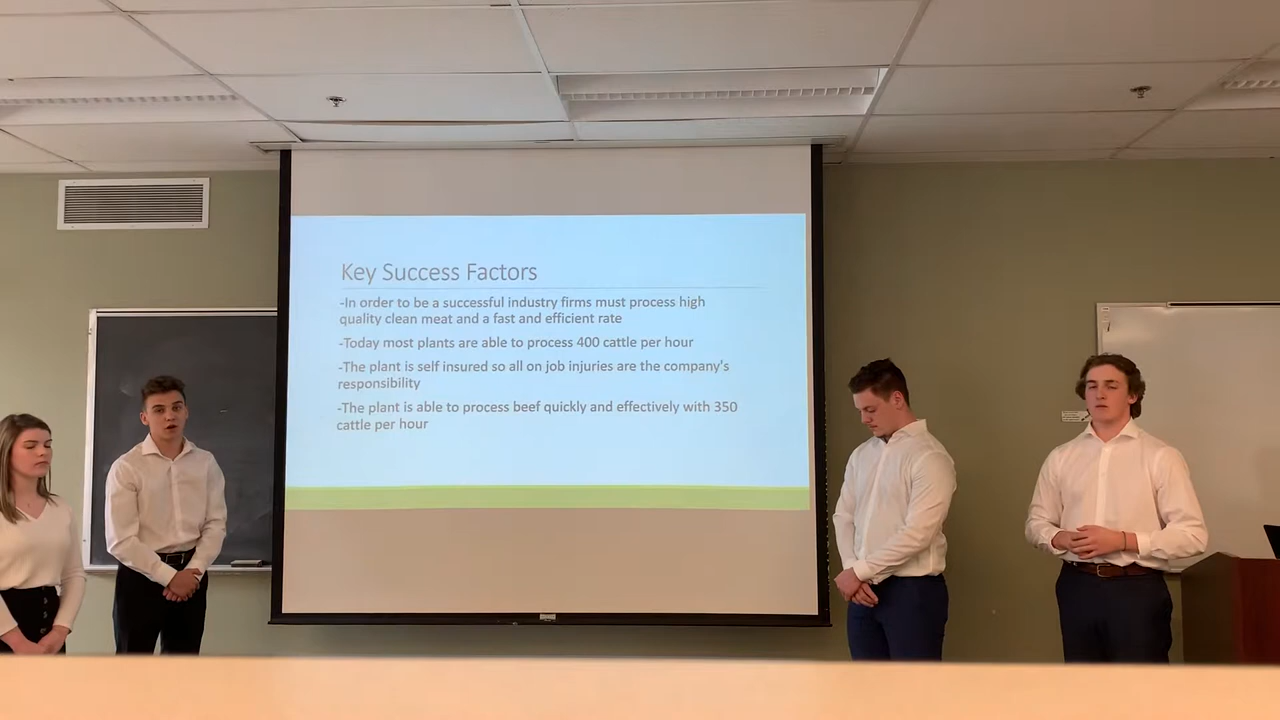 Key Success Factors
-In order to be a successful industry firms must process high
quality clean meat and a fast and efficient rate
-Today most plants are able to process 400 cattle per hour
-The plant is self insured so all on job injuries are the company's
responsibility
-The plant is able to process beef quickly and effectively with 350
cattle per hour